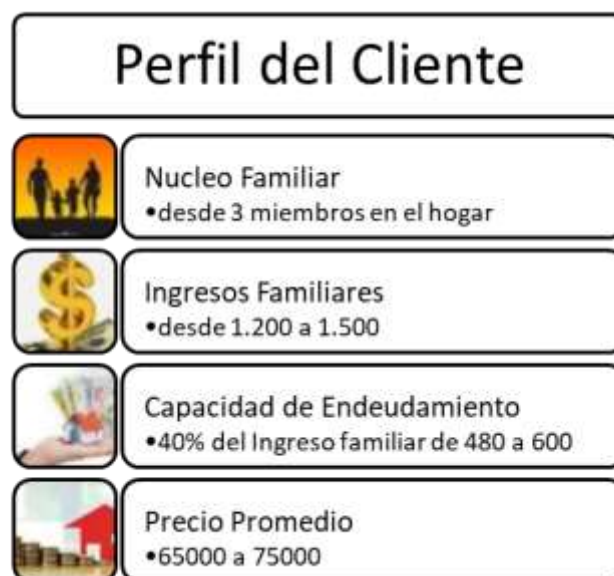 Perfil del Cliente
Nucleo Familiar
•desde 3 miembros en el hogar
Ingresos Familiares
•desde 1.200 a 1.500
Capacidad de Endeudamiento
•40% del Ingreso familiar de 480 a 600
Precio Promedio
•65000 a 75000